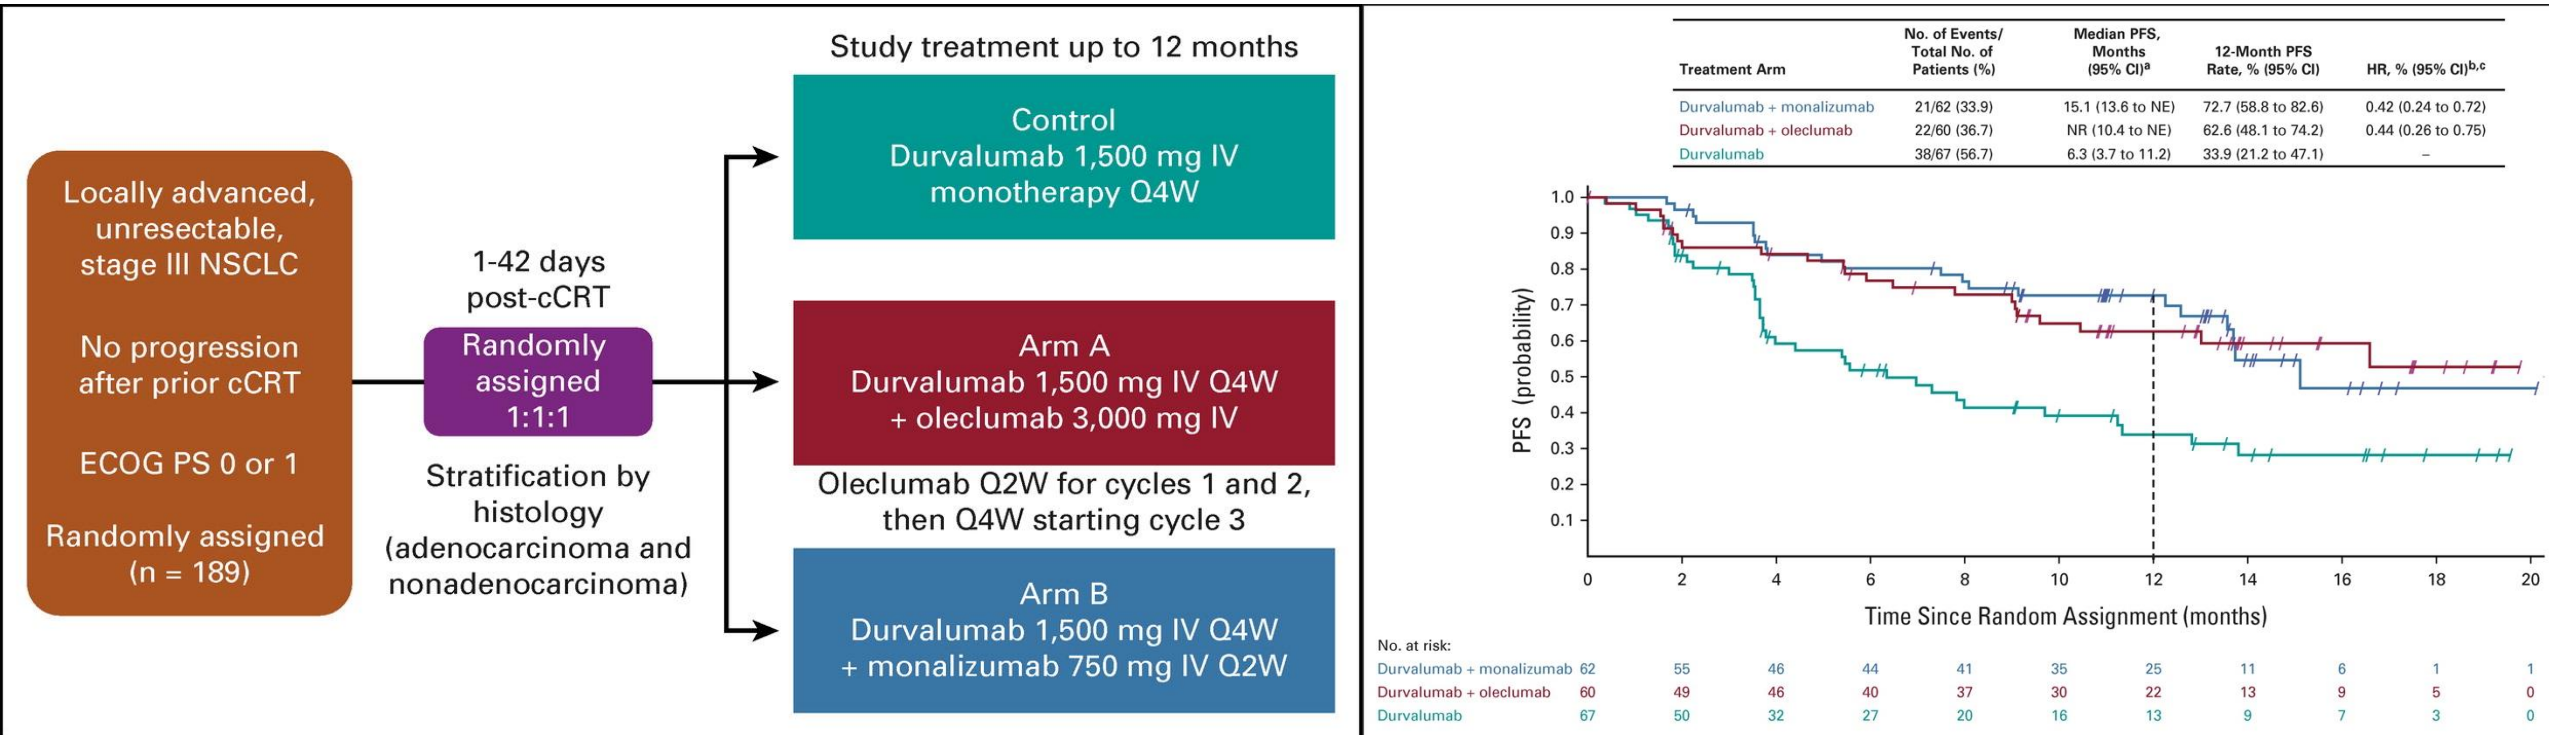 Study treatment up to 12 months
Locally advanced,
unresectable,
stage III NSCLC
No progression
after prior cCRT
ECOG PS 0 or 1
Randomly assigned
(n = 189)
1-42 days
post-cCRT
Randomly
assigned
1:1:1
Stratification by
histology
(adenocarcinoma and
nonadenocarcinoma)
Control
Durvalumab 1,500 mg IV
monotherapy Q4W
Arm A
Durvalumab 1,500 mg IV Q4W
+ oleclumab 3,000 mg IV
Oleclumab Q2W for cycles 1 and 2,
then Q4W starting cycle 3
Arm B
Durvalumab 1,500 mg IV Q4W
+ monalizumab 750 mg IV Q2W
No. of Events/ Median PFS,
Total No. of Months 12-Month PFS
Treatment Arm Patients (%) (95% CI)a Rate, % (95% CI) HR, % (95% CI)b,c
Durvalumab + monalizumab 21/62 (33.9) 15.1 (13.6 to NE) 72.7 (58.8 to 82.6) 0.42 (0.24 to 0.72)
Durvalumab + oleclumab 22/60 (36.7) NR (10.4 to NE) 62.6 (48.1 to 74.2) 0.44 (0.26 to 0.75)
Durvalumab 38/67 (56.7) 6.3 (3.7 to 11.2) 33.9 (21.2 to 47.1) –
PFS (probability)
1.0
0.9
0.8
0.7
0.6
0.5
0.4
0.3
0.2
0.1
0 2 4 6 8 10 12 14 16 18 20
Time Since Random Assignment (months)
No. at risk:
Durvalumab + monalizumab 62 55 46 44 41 35 25 11 6 1 1
Durvalumab + oleclumab 60 49 46 40 37 30 22 13 9 5 0
Durvalumab 67 50 32 27 20 16 13 9 7 3 0